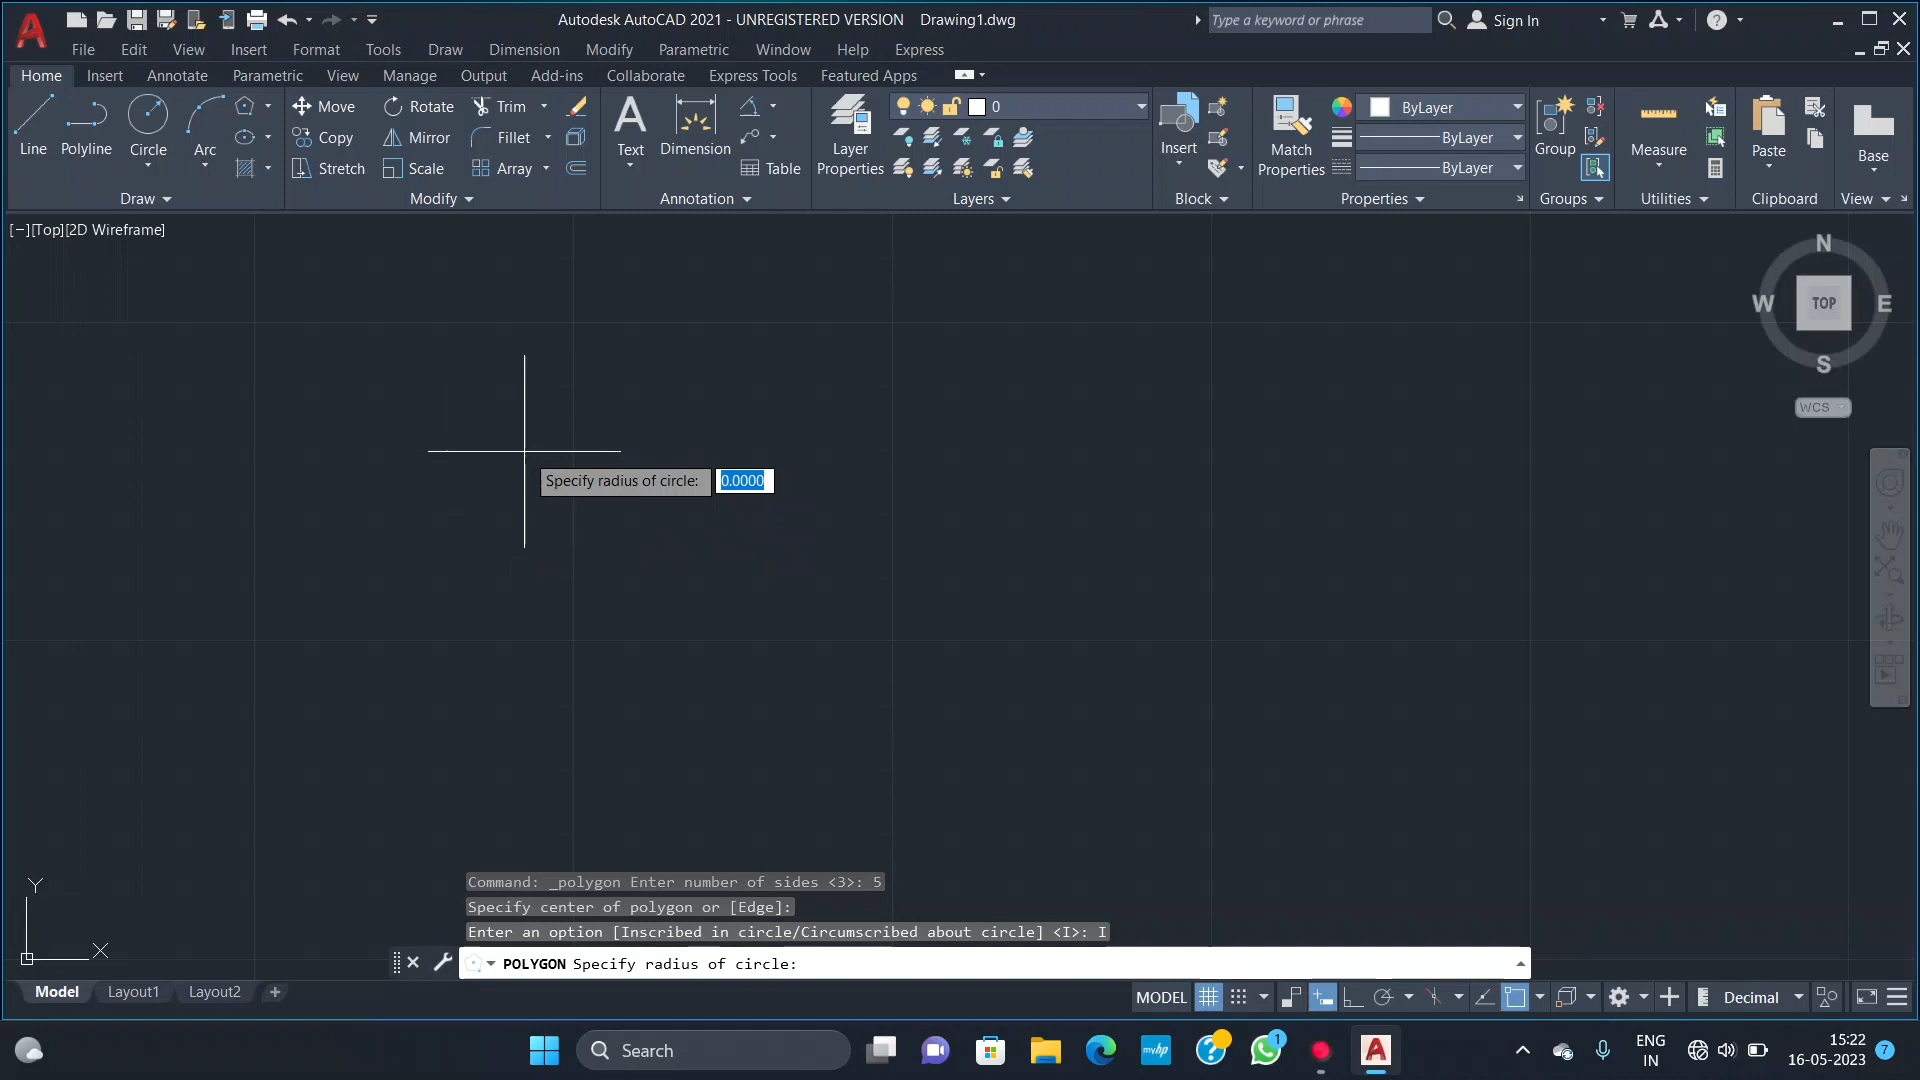 Autodesk AutoCAD 2021 - UNREGISTERED VERSION Drawing1.dwg
Type a keyword or phrase
Sign In
File Edit View Insert Format Tools Draw Dimension Modify Parametric Window Help Express
Home Insert Annotate Parametric View Manage Output Add-ins Collaborate Express Tools Featured Apps
Line Polyline Circle Arc
Move Rotate Trim
Copy Mirror Fillet
Stretch Scale Array
Text Dimension
Table
Layer
Properties
0
Insert
Match
Properties
ByLayer
ByLayer
ByLayer
Group
Measure
Paste
Base
Draw Modify Annotation Layers Block Properties Groups Utilities Clipboard View
[−][Top][2D Wireframe]
N
W TOP E
S
WCS
Specify radius of circle: 0.0000
Command: _polygon Enter number of sides <3>: 5
Specify center of polygon or [Edge]:
Enter an option [Inscribed in circle/Circumscribed about circle] <I>: I
POLYGON Specify radius of circle:
Y
X
Model Layout1 Layout2
MODEL
Decimal
Search
myhp
1
ENG
IN
15:22
16-05-2023
7